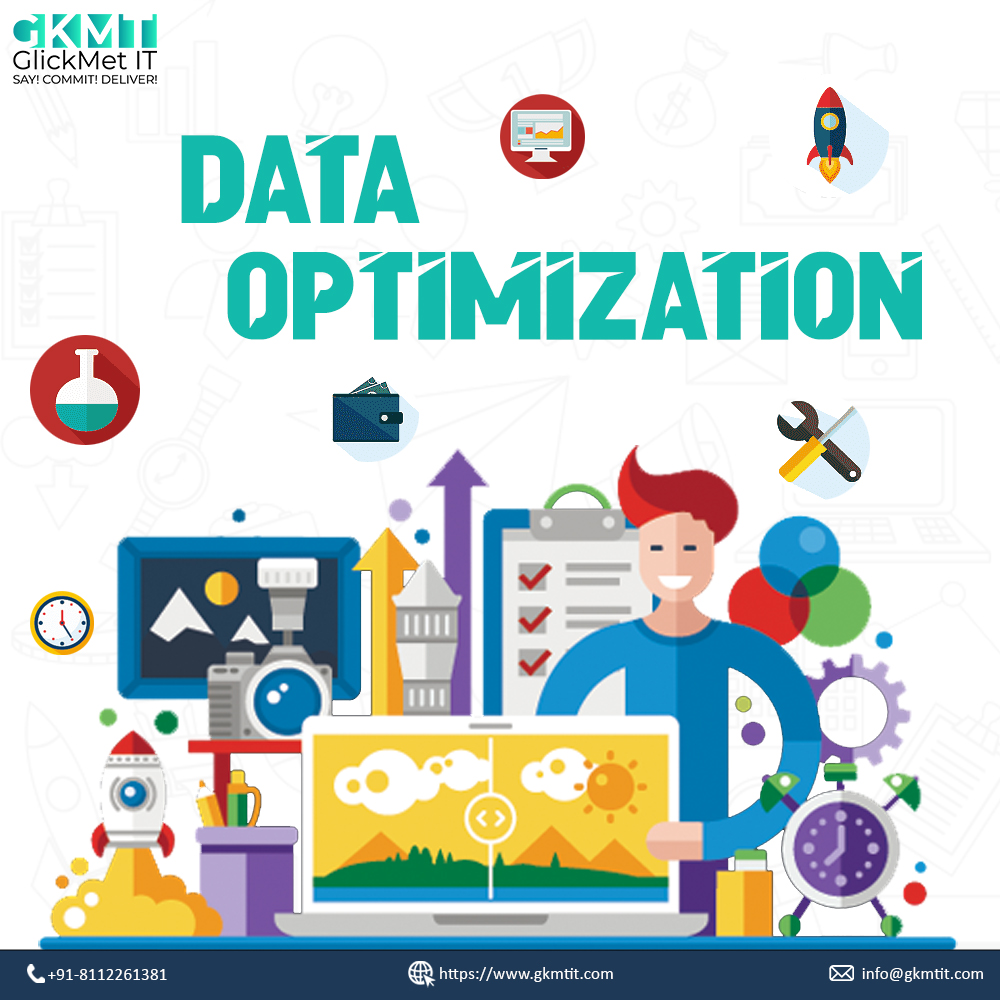 GKMT
GlickMet IT
SAY! COMMIT! DELIVER!
DATA
OPTIMIZATION
+91-8112261381
https://www.gkmtit.com
info@gkmtit.com